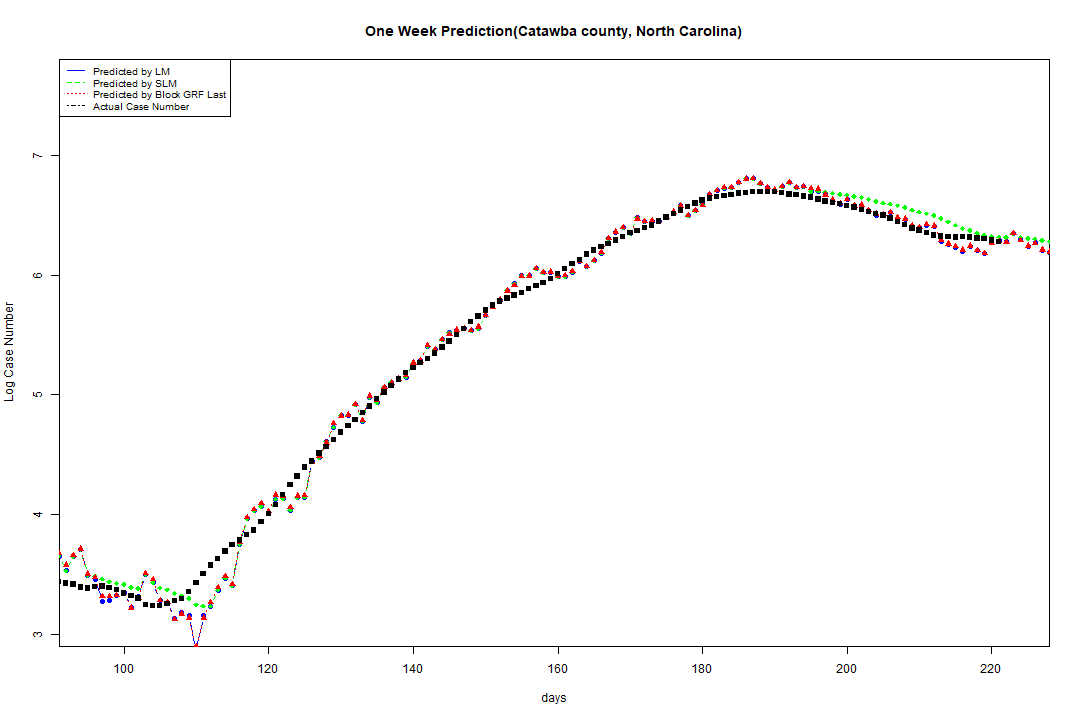 One Week Prediction(Catawba county, North Carolina)
Predicted by LM
Predicted by SLM
Predicted by Block GRF Last
Actual Case Number
7
6
5
4
3
Log Case Number
100 120 140 160 180 200 220
days